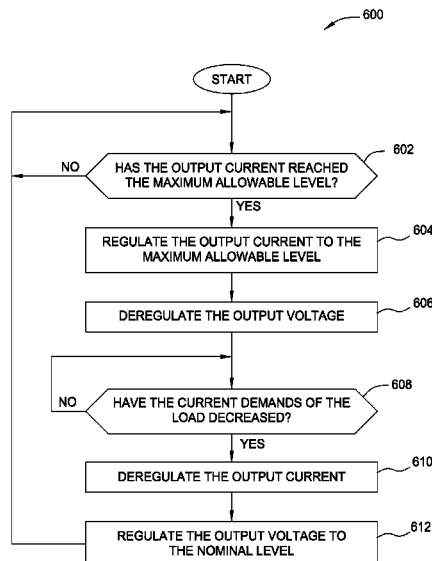 600
START
602
NO
HAS THE OUTPUT CURRENT REACHED
THE MAXIMUM ALLOWABLE LEVEL?
YES
604
REGULATE THE OUTPUT CURRENT TO THE
MAXIMUM ALLOWABLE LEVEL
606
DEREGULATE THE OUTPUT VOLTAGE
608
NO
HAVE THE CURRENT DEMANDS OF THE
LOAD DECREASED?
YES
610
DEREGULATE THE OUTPUT CURRENT
612
REGULATE THE OUTPUT VOLTAGE TO
THE NOMINAL LEVEL